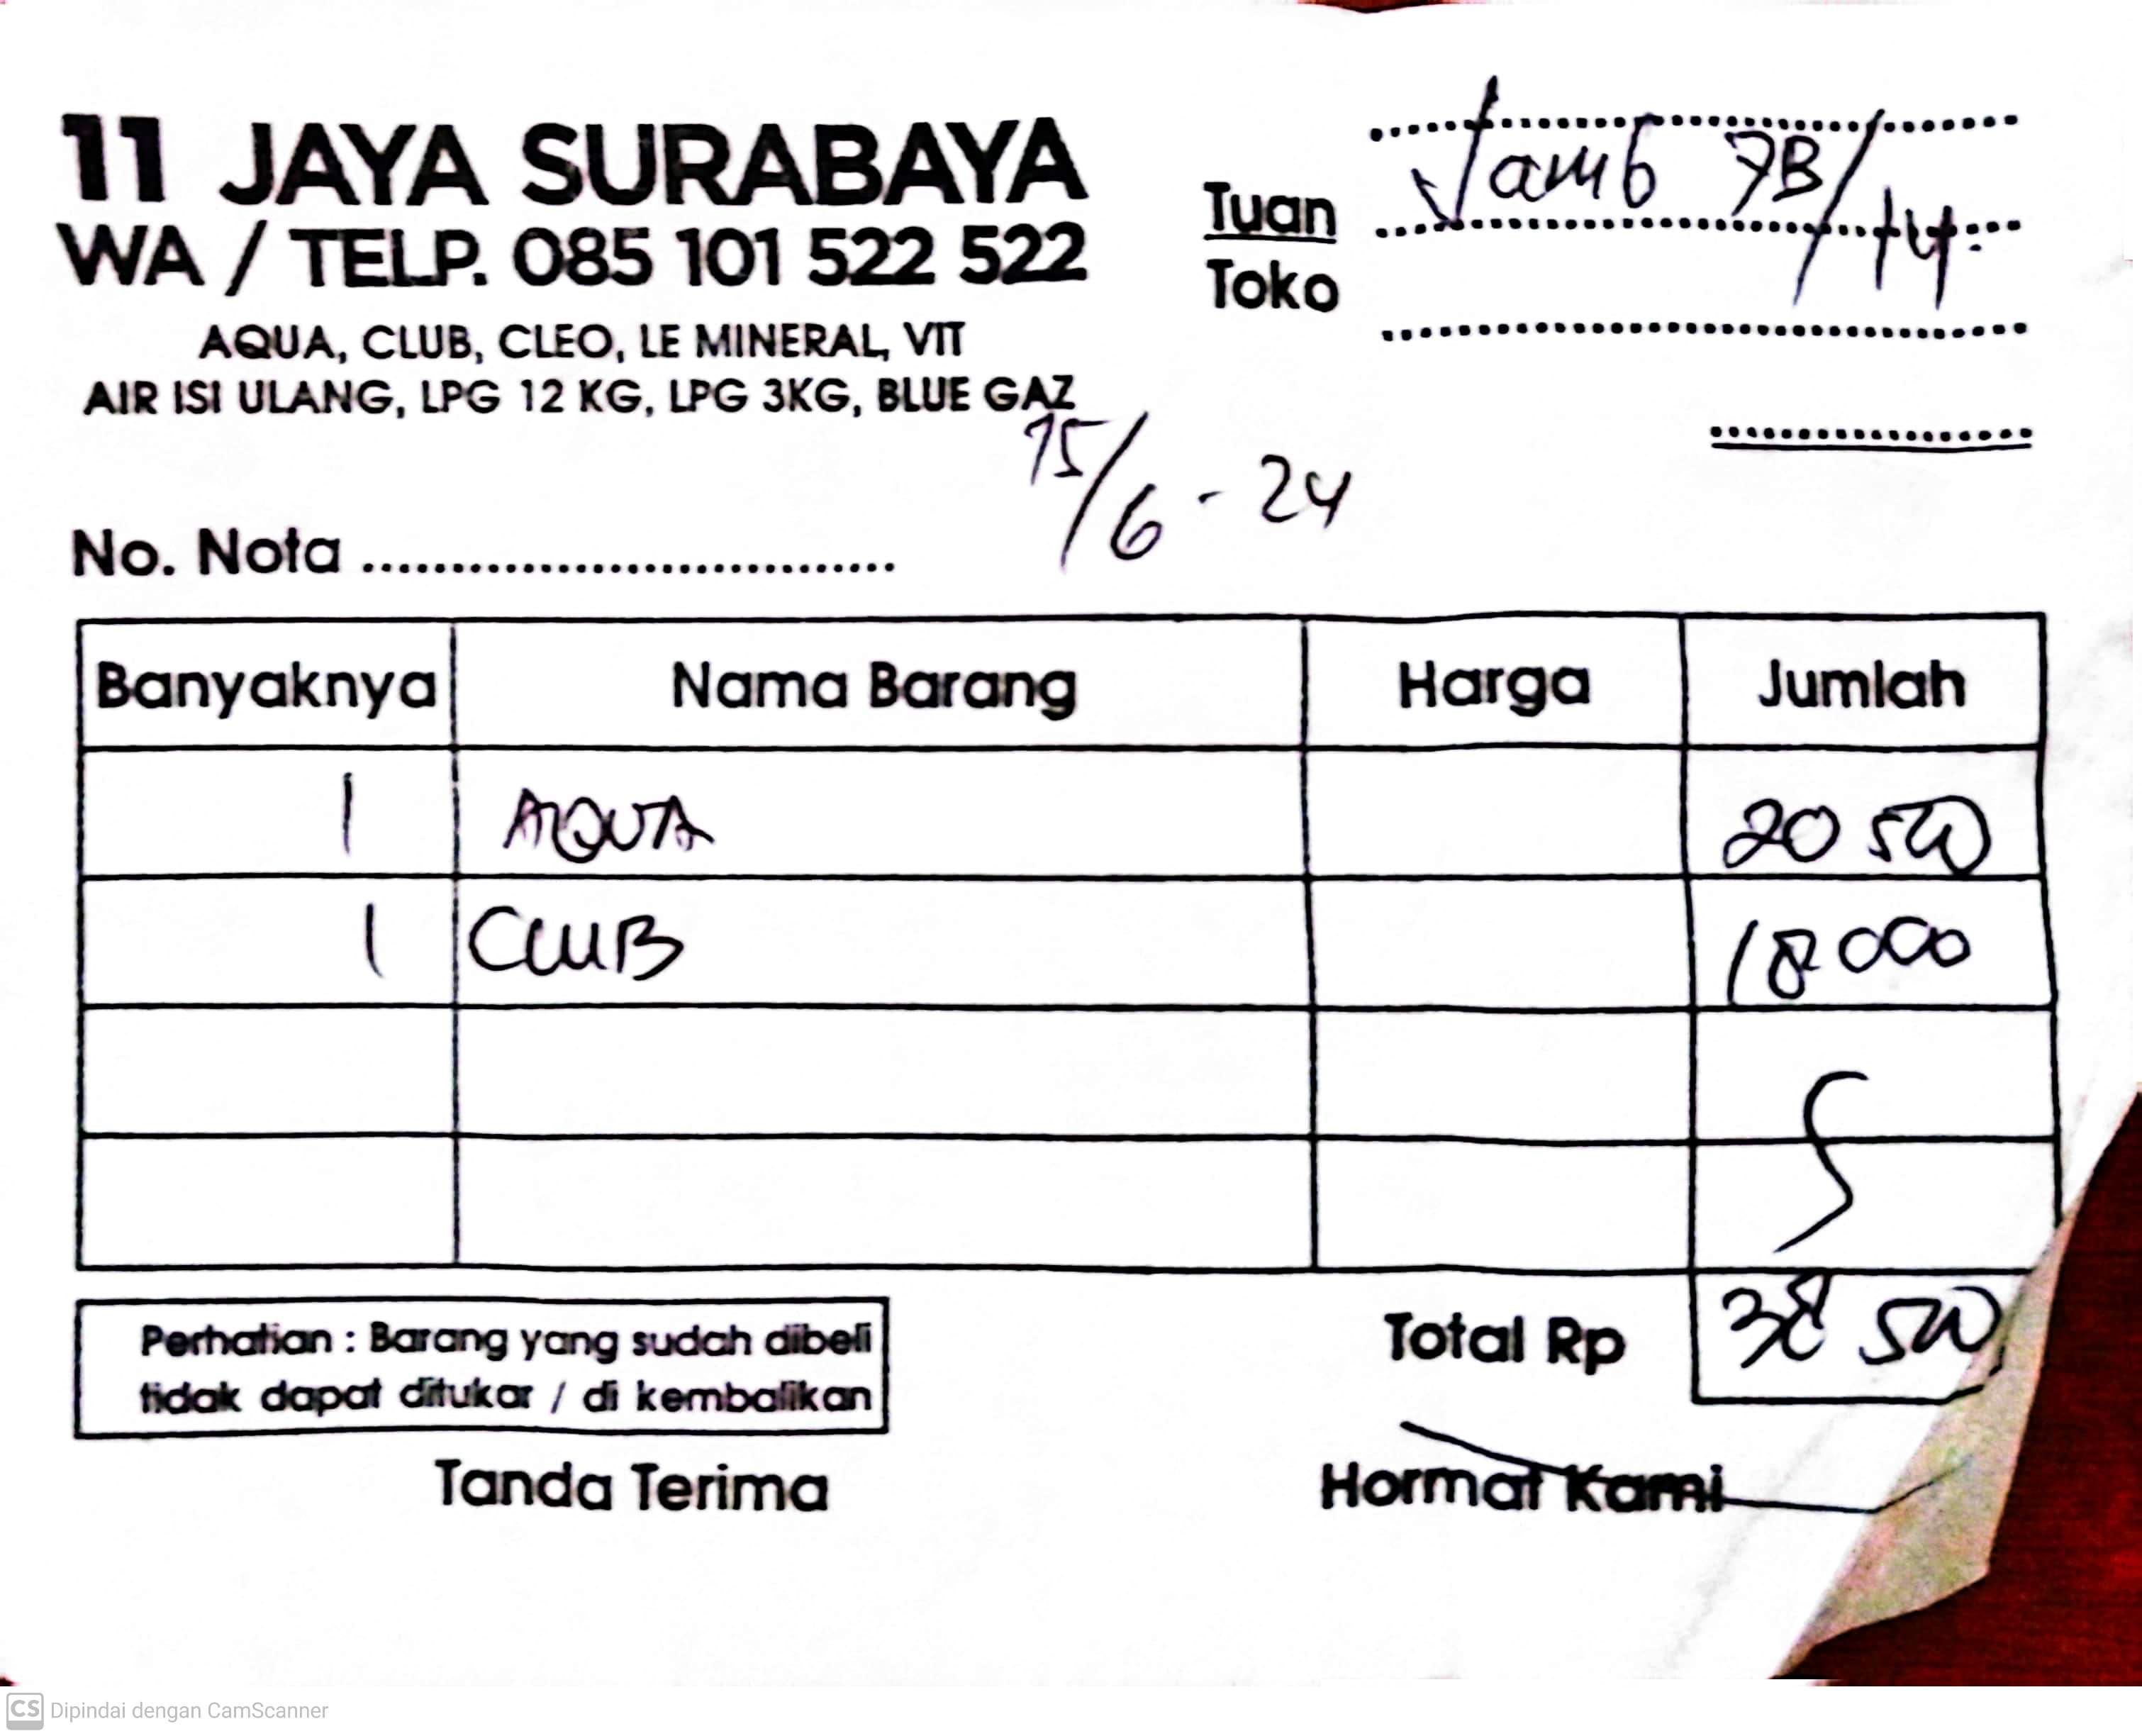 11 JAYA SURABAYA
WA / TELP. 085 101 522 522
AQUA, CLUB, CLEO, LE MINERAL, VIT
AIR ISI ULANG, LPG 12 KG, LPG 3KG, BLUE GAZ
Tuan
Toko
Jamb 7B/14.
15/6 - 24
No. Nota
Banyaknya Nama Barang Harga Jumlah
1 AQUA 20 500
1 CLUB 18 000
Total Rp 38 500
Perhatian : Barang yang sudah dibeli
tidak dapat ditukar / di kembalikan
Tanda Terima Hormat Kami
CS Dipindai dengan CamScanner